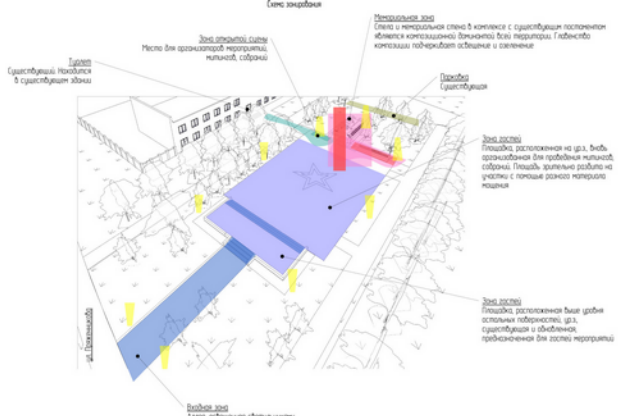 Схема зонирования
Мемориальная зона
Стела и мемориальная стена в комплексе с существующим постаментом
является композиционной доминантой всей территории. Главенство
композиции подчеркивает освещение и озеленение
Зона открытой сцены
Место для организаторов мероприятий,
митингов, собраний
Туалет
Существующий. Находится
в существующем здании
Парковка
Существующая
Зона гостей
Площадка, расположенная на ур.з., вновь
организованная для проведения митингов,
собраний. Площадь зрительно разбита на
участки с помощью разного материала
мощения
Зона гостей
Площадка, расположенная выше уровня
остальных поверхностей, ур.з.,
существующая и обновленная,
предназначенная для гостей мероприятий
ул.
Входная зона